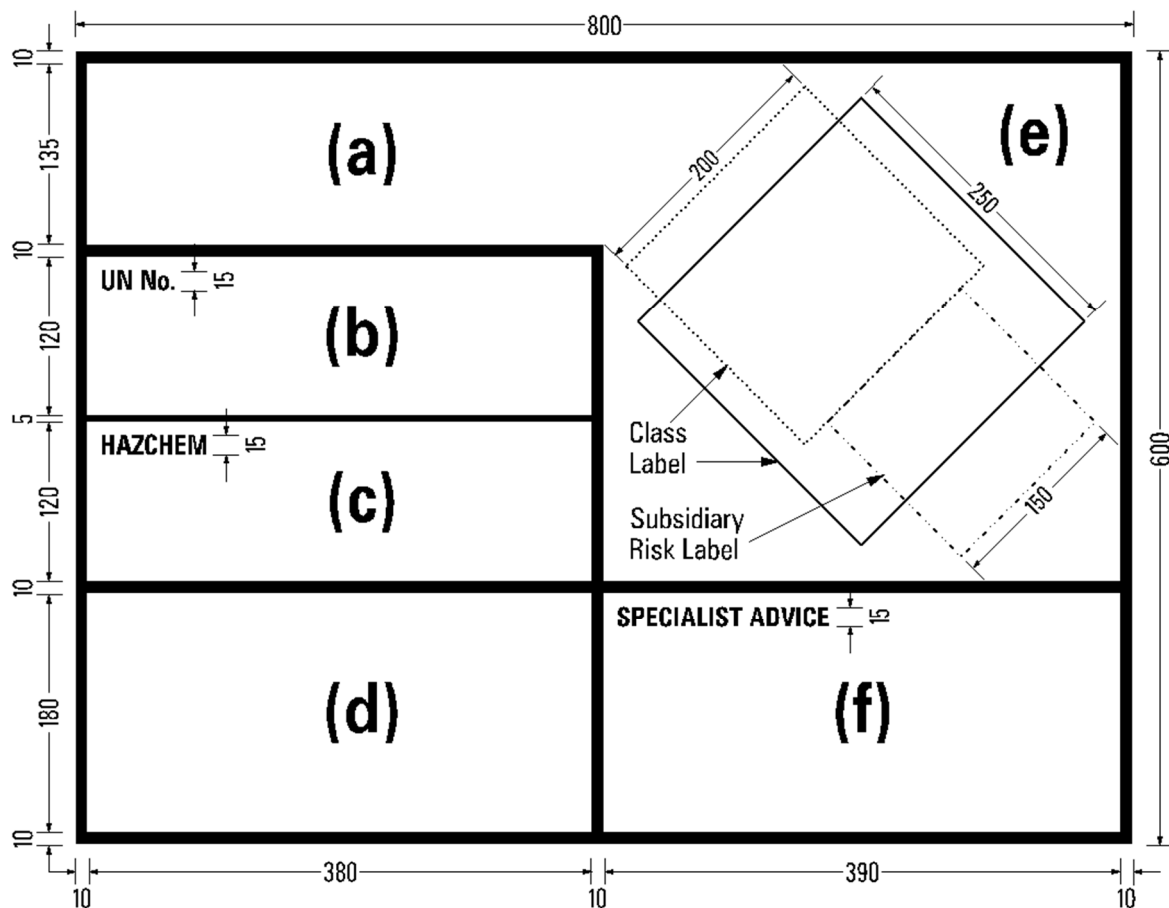 800
10
135
10
120
5
120
10
180
10
600
(a)
(e)
200
250
UN No.
15
(b)
HAZCHEM
15
(c)
Class
Label
Subsidiary
Risk Label
150
SPECIALIST ADVICE
15
(d)
(f)
380
390
10
10
10